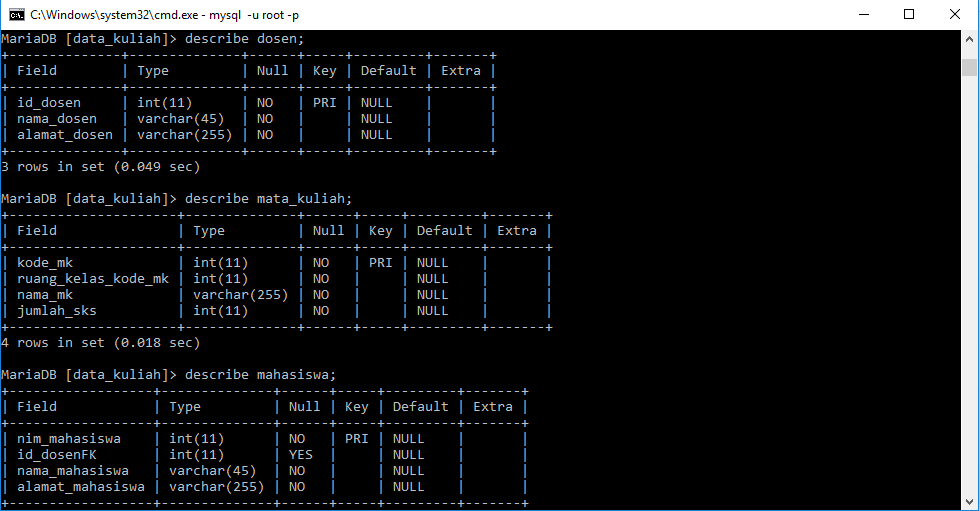 C:\Windows\system32\cmd.exe - mysql  -u root -p
MariaDB [data_kuliah]> describe dosen;
+--------------+--------------+------+-----+---------+-------+
| Field        | Type         | Null | Key | Default | Extra |
+--------------+--------------+------+-----+---------+-------+
| id_dosen     | int(11)      | NO   | PRI | NULL    |       |
| nama_dosen   | varchar(45)  | NO   |     | NULL    |       |
| alamat_dosen | varchar(255) | NO   |     | NULL    |       |
+--------------+--------------+------+-----+---------+-------+
3 rows in set (0.049 sec)
MariaDB [data_kuliah]> describe mata_kuliah;
+---------------------+--------------+------+-----+---------+-------+
| Field               | Type         | Null | Key | Default | Extra |
+---------------------+--------------+------+-----+---------+-------+
| kode_mk             | int(11)      | NO   | PRI | NULL    |       |
| ruang_kelas_kode_mk | int(11)      | NO   |     | NULL    |       |
| nama_mk             | varchar(255) | NO   |     | NULL    |       |
| jumlah_sks          | int(11)      | NO   |     | NULL    |       |
+---------------------+--------------+------+-----+---------+-------+
4 rows in set (0.018 sec)
MariaDB [data_kuliah]> describe mahasiswa;
+------------------+--------------+------+-----+---------+-------+
| Field            | Type         | Null | Key | Default | Extra |
+------------------+--------------+------+-----+---------+-------+
| nim_mahasiswa    | int(11)      | NO   | PRI | NULL    |       |
| id_dosenFK       | int(11)      | YES  |     | NULL    |       |
| nama_mahasiswa   | varchar(45)  | NO   |     | NULL    |       |
| alamat_mahasiswa | varchar(255) | NO   |     | NULL    |       |
+------------------+--------------+------+-----+---------+-------+